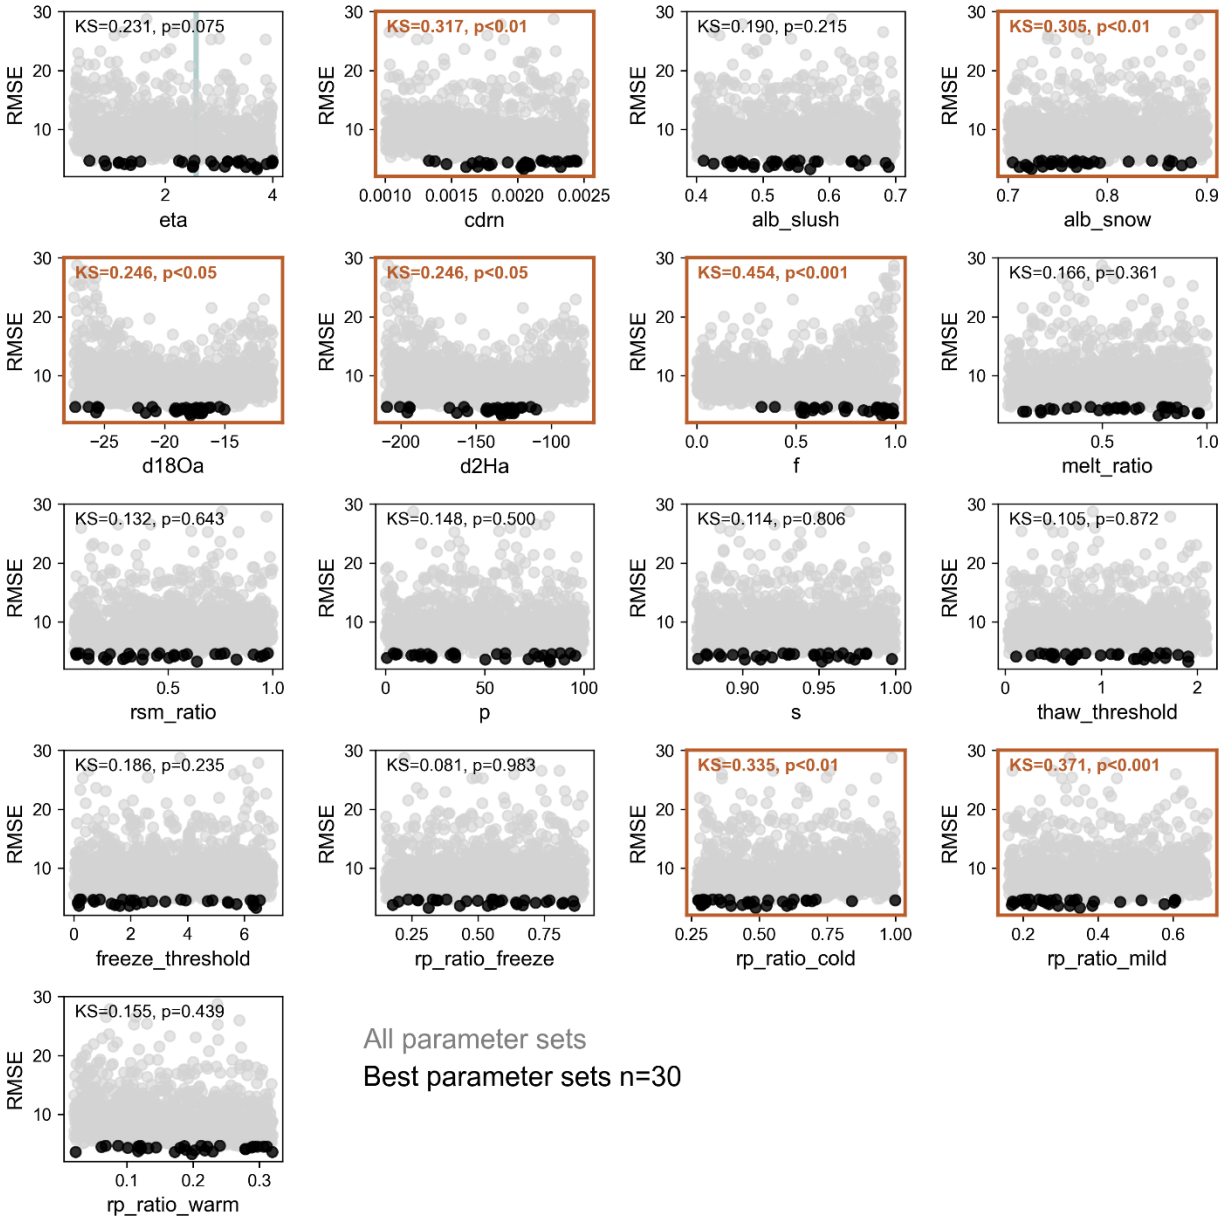 30
20
10
RMSE
KS=0.231, p=0.075
2
4
eta
30
20
10
RMSE
KS=0.317, p<0.01
0.0010
0.0015
0.0020
0.0025
cdrn
30
20
10
RMSE
KS=0.190, p=0.215
0.4
0.5
0.6
0.7
alb_slush
30
20
10
RMSE
KS=0.305, p<0.01
0.7
0.8
0.9
alb_snow
30
20
10
RMSE
KS=0.246, p<0.05
−25
−20
−15
d18Oa
30
20
10
RMSE
KS=0.246, p<0.05
−200
−150
−100
d2Ha
30
20
10
RMSE
KS=0.454, p<0.001
0.0
0.5
1.0
f
30
20
10
RMSE
KS=0.166, p=0.361
0.5
1.0
melt_ratio
30
20
10
RMSE
KS=0.132, p=0.643
0.5
1.0
rsm_ratio
30
20
10
RMSE
KS=0.148, p=0.500
0
50
100
p
30
20
10
RMSE
KS=0.114, p=0.806
0.90
0.95
1.00
s
30
20
10
RMSE
KS=0.105, p=0.872
0
1
2
thaw_threshold
30
20
10
RMSE
KS=0.186, p=0.235
0
2
4
6
freeze_threshold
30
20
10
RMSE
KS=0.081, p=0.983
0.25
0.50
0.75
rp_ratio_freeze
30
20
10
RMSE
KS=0.335, p<0.01
0.25
0.50
0.75
1.00
rp_ratio_cold
30
20
10
RMSE
KS=0.371, p<0.001
0.2
0.4
0.6
rp_ratio_mild
30
20
10
RMSE
KS=0.155, p=0.439
0.1
0.2
0.3
rp_ratio_warm
All parameter sets
Best parameter sets n=30